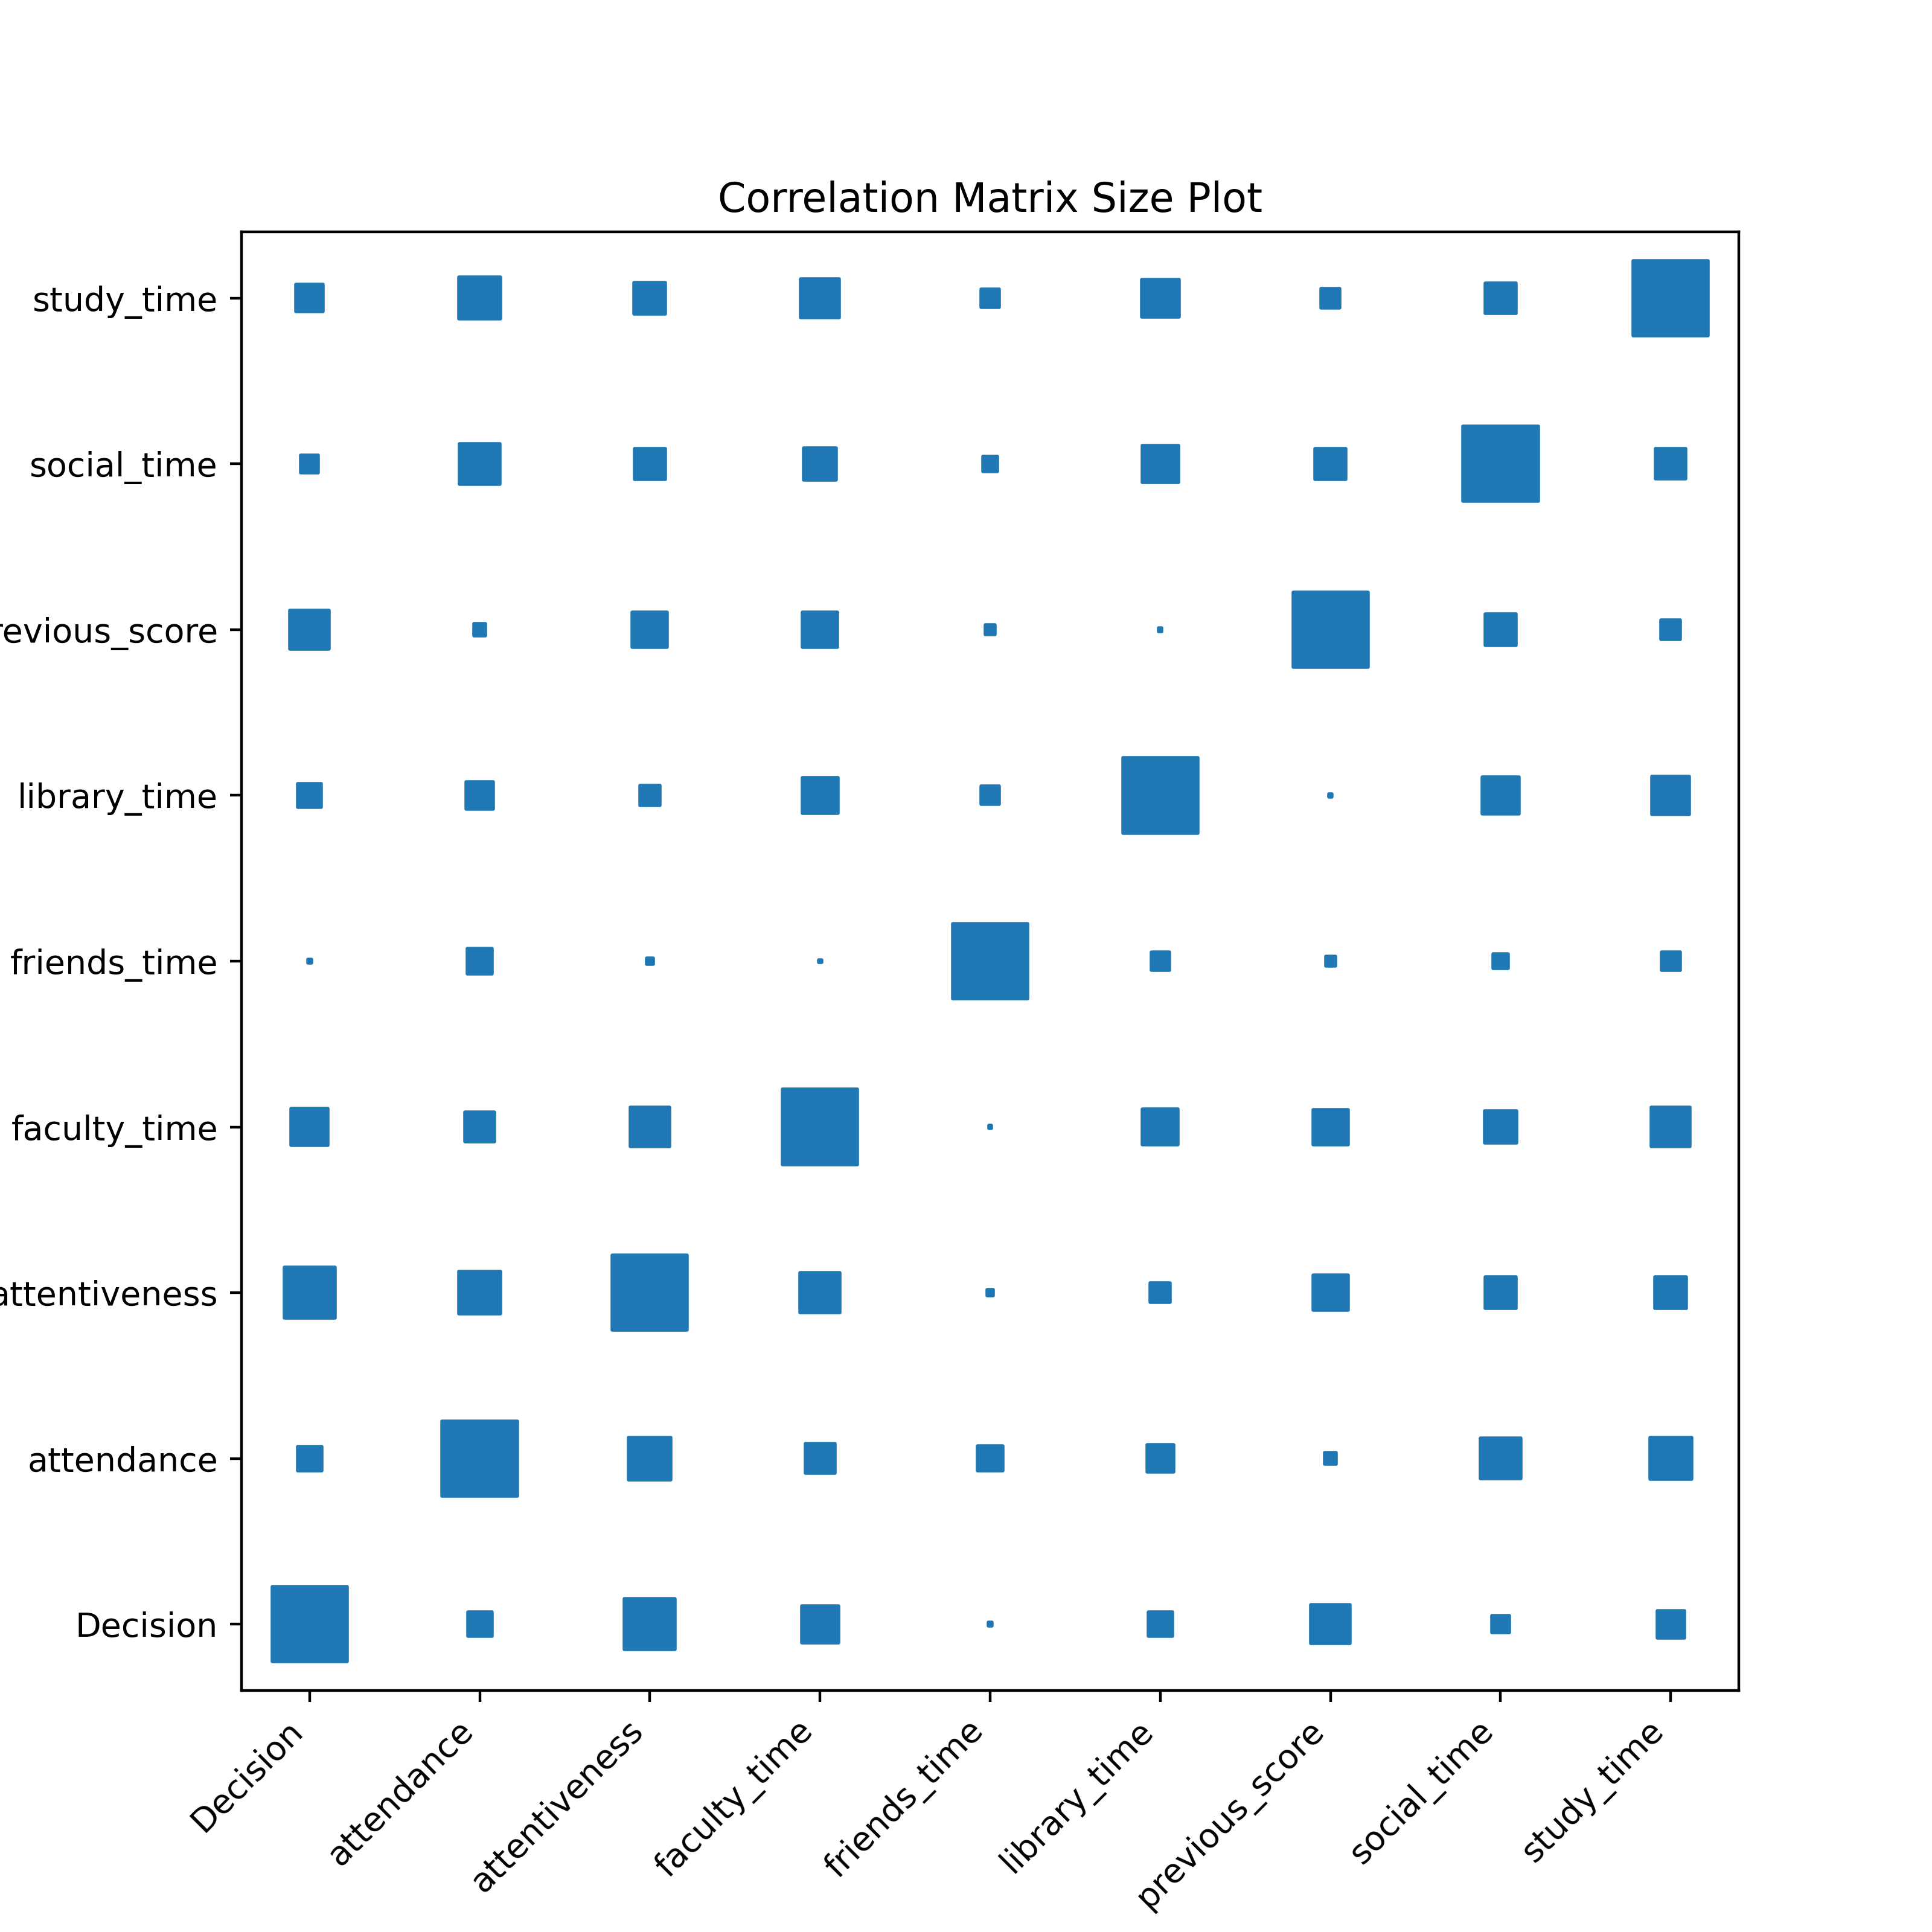 Correlation Matrix Size Plot
study_time
social_time
revious_score
library_time
friends_time
faculty_time
attentiveness
attendance
Decision
Decision
attendance
attentiveness
faculty_time
friends_time
library_time
previous_score
social_time
study_time